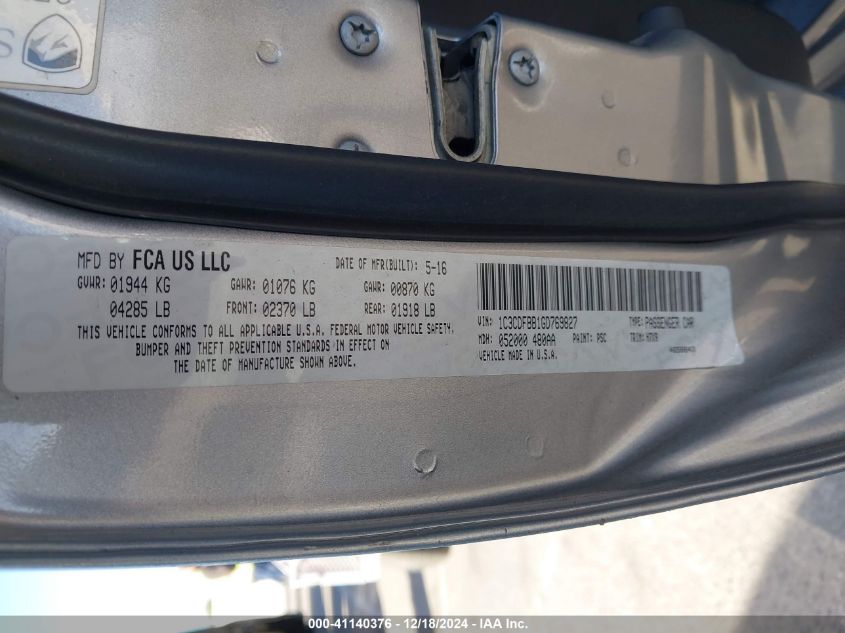 MFD BY FCA US LLC
DATE OF MFR(BUILT): 5-16
GVWR: 01944 KG GAWR: 01076 KG GAWR: 00870 KG
04285 LB FRONT: 02370 LB REAR: 01918 LB
THIS VEHICLE CONFORMS TO ALL APPLICABLE U.S.A. FEDERAL MOTOR VEHICLE SAFETY,
BUMPER AND THEFT PREVENTION STANDARDS IN EFFECT ON
THE DATE OF MANUFACTURE SHOWN ABOVE.
VIN: 1C3CDFBB1GD769827 TYPE: PASSENGER CAR
MDH: 052000 480AA PAINT: PSC TRIM:
VEHICLE MADE IN U.S.A.
000-41140376 - 12/18/2024 - IAA Inc.